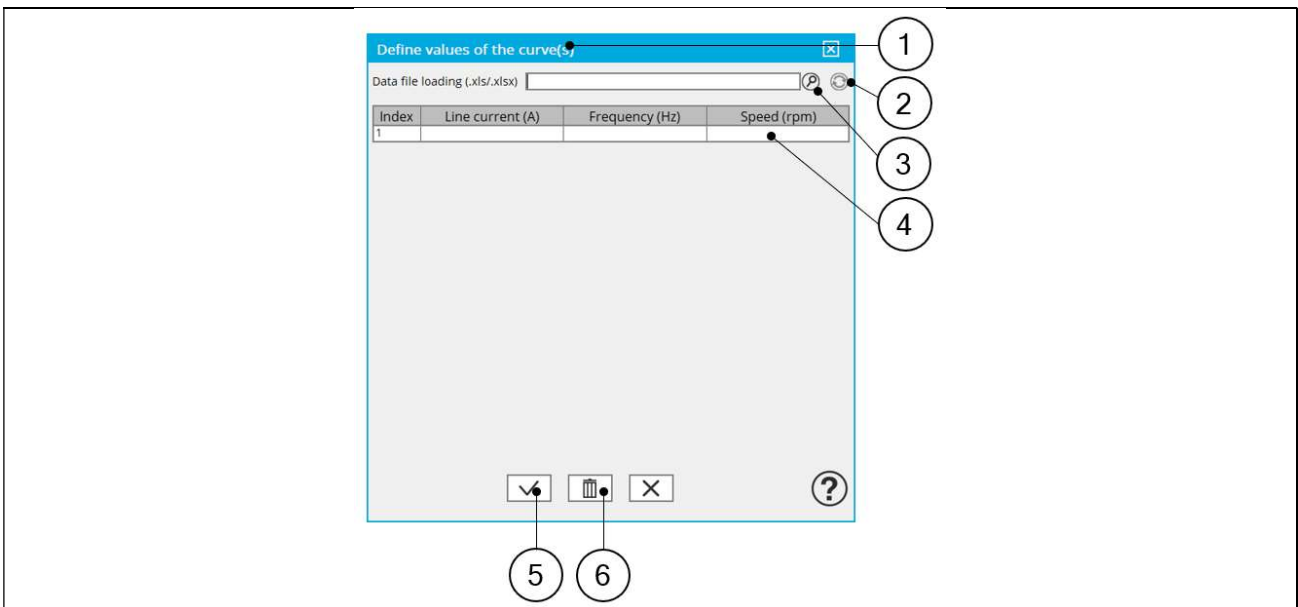 Define values of the curve(s)
1
Data file loading (.xls/.xlsx)
2
Index Line current (A) Frequency (Hz) Speed (rpm)
1
3
4
?
5 6